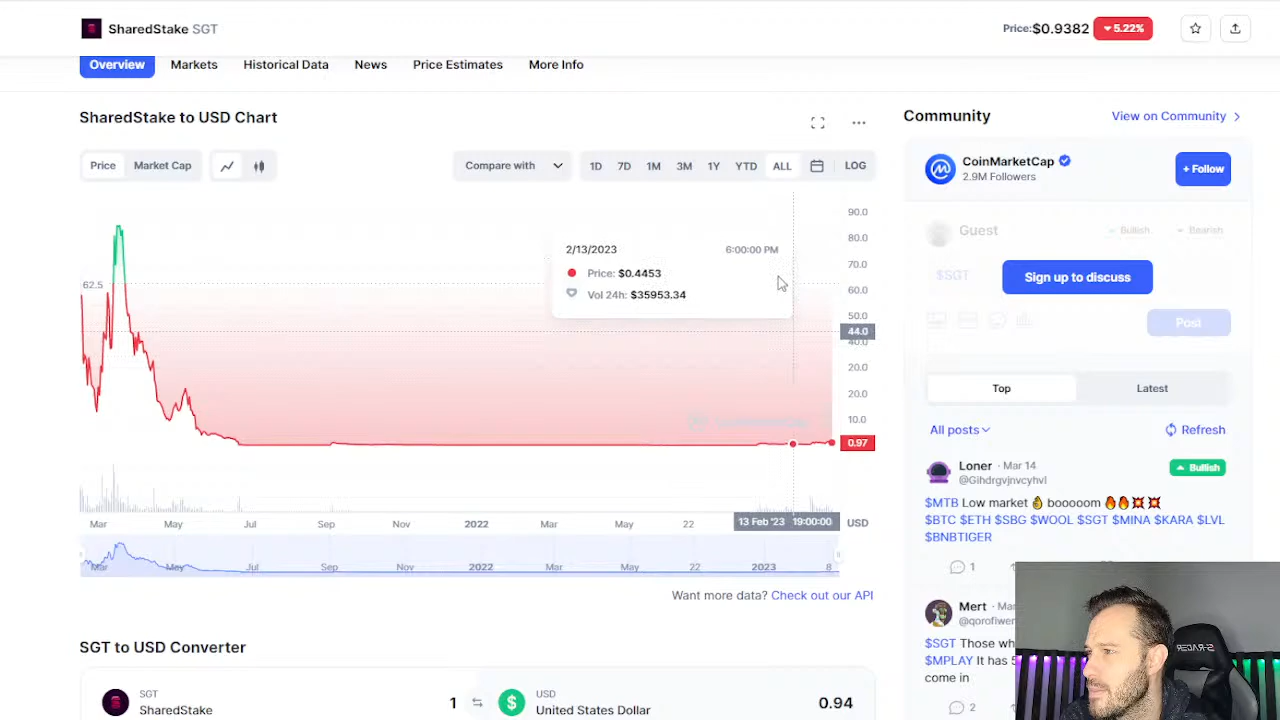 SharedStake SGT
Price:$0.9382 5.22%
Overview Markets Historical Data News Price Estimates More Info
SharedStake to USD Chart
Price Market Cap
Compare with
1D 7D 1M 3M 1Y YTD ALL LOG
90.0
80.0
70.0
60.0
50.0
44.0
40.0
20.0
20.0
10.0
0.97
62.5
2/13/2023 6:00:00 PM
Price: $0.4453
Vol 24h: $35953.34
Mar May Jul Sep Nov 2022 Mar May 22
13 Feb '23 19:00:00
USD
Mar May Jul Sep Nov 2022 Mar May 22 2023 8
Want more data? Check out our API
SGT to USD Converter
SGT
SharedStake
1
USD
United States Dollar
0.94
Community
View on Community
CoinMarketCap
2.9M Followers
+ Follow
Guest
Bullish
Bearish
$SGT
Sign up to discuss
Post
Top Latest
All posts
Refresh
Loner · Mar 14
@Gihdrgvjnvcyhvl
Bullish
$MTB Low market 💰 booooom 🔥🔥💥💥
$BTC $ETH $SBG $WOOL $SGT $MINA $KARA $LVL
$BNBTIGER
1
Mert
@qorofiwer
$SGT Those wh
$MPLAY It has 5
come in
2